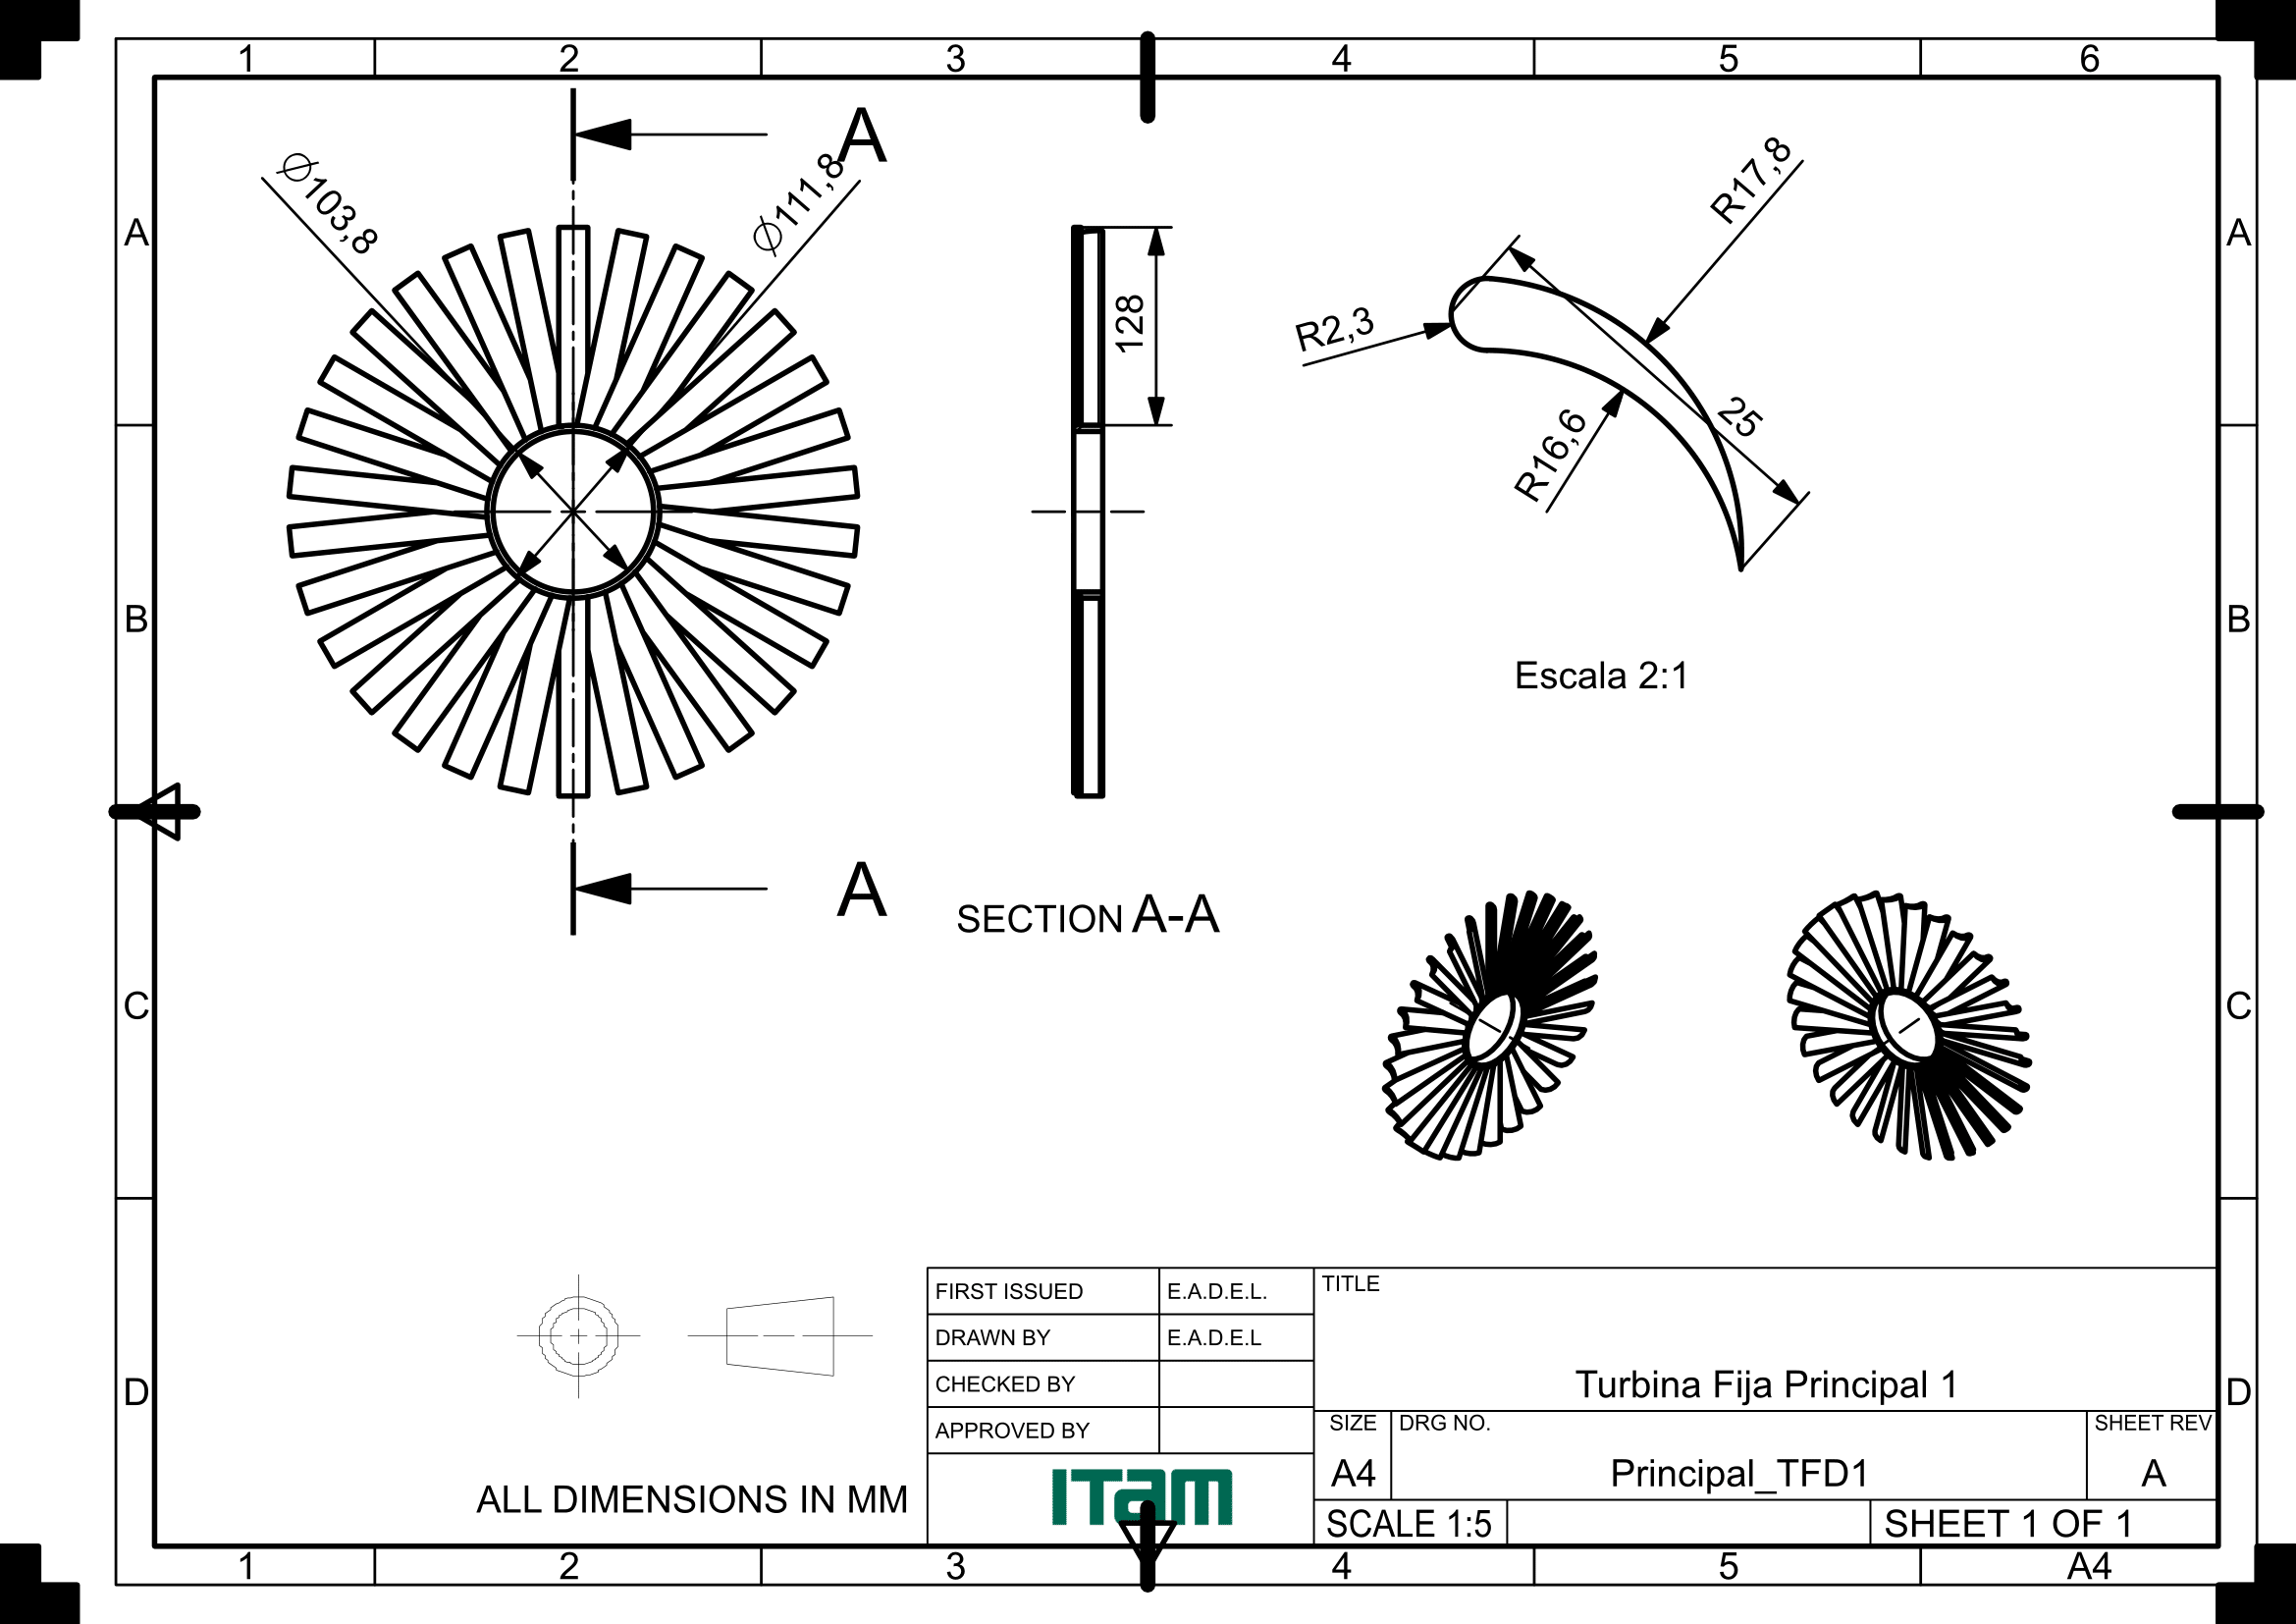 1 2 3 4 5 6
A A
A
Ø103,8
Ø111,8
128
R17,8
R2,3
25
R16,6
B B
Escala 2:1
A
SECTION A-A
C C
FIRST ISSUED E.A.D.E.L.
TITLE
DRAWN BY E.A.D.E.L
CHECKED BY
Turbina Fija Principal 1
D D
APPROVED BY
SIZE DRG NO. SHEET REV
A4 Principal_TFD1 A
ALL DIMENSIONS IN MM
ITAM
SCALE 1:5 SHEET 1 OF 1
1 2 3 4 5 A4